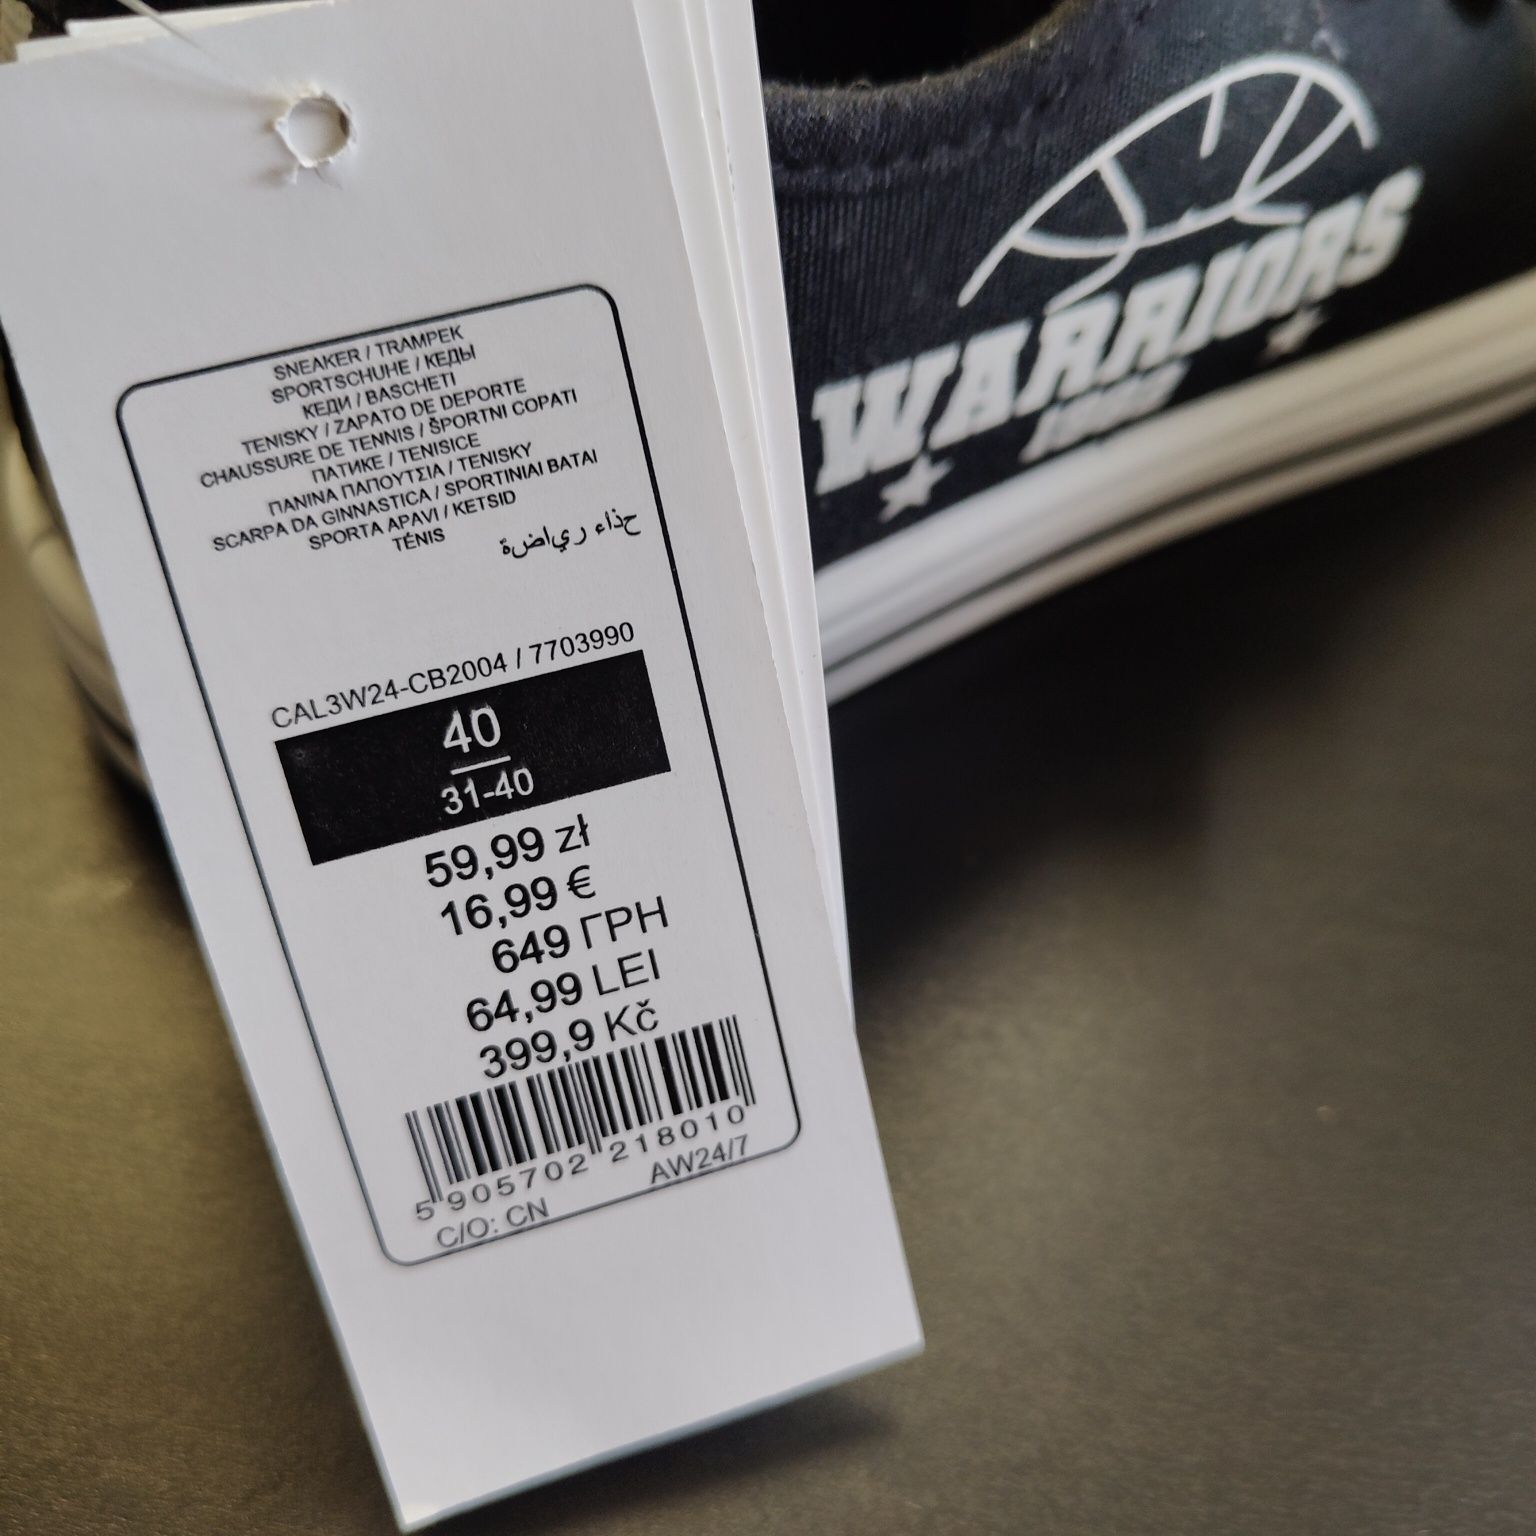 SNEAKER / TRAMPEK
SPORTSCHUHE / КЕДЫ
КЕДИ / BASCHETI
TENISKY / ZAPATO DE DEPORTE
CHAUSSURE DE TENNIS / ŠPORTNI COPATI
ПАТИКЕ / TENISICE
ΠΑΝΙΝΑ ΠΑΠΟΥΤΣΙΑ / TENISKY
SCARPA DA GINNASTICA / SPORTINIAI BATAI
SPORTA APAVI / KETSID
TÉNIS
حذاء رياضة
CAL3W24-CB2004 / 7703990
40
31-40
59,99 zł
16,99 €
649 ГРН
64,99 LEI
399,9 Kč
5 905702 218010
C/O: CN
AW24/7
WARRIORS